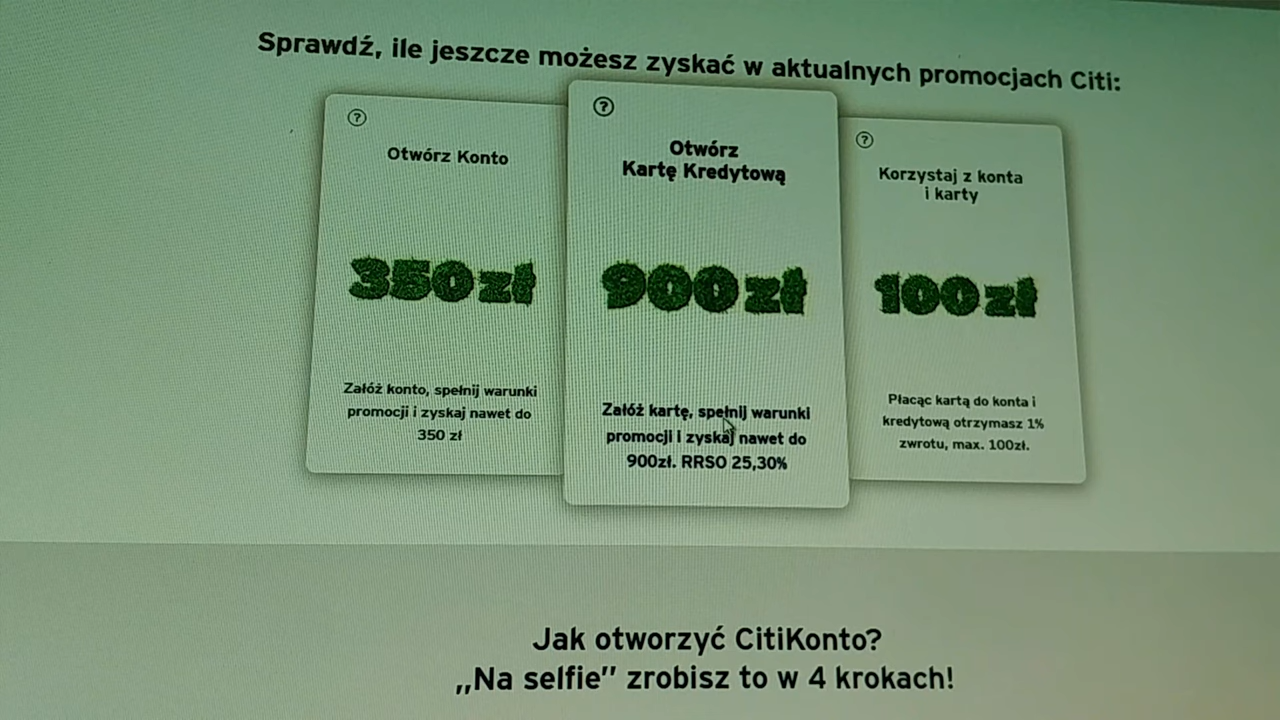 Sprawdź, ile jeszcze możesz zyskać w aktualnych promocjach Citi:
?
Otwórz Konto
350 zł
Załóż konto, spełnij warunki
promocji i zyskaj nawet do
350 zł
?
Otwórz
Kartę Kredytową
900 zł
Załóż kartę, spełnij warunki
promocji i zyskaj nawet do
900zł. RRSO 25,30%
?
Korzystaj z konta
i karty
100 zł
Płacąc kartą do konta i
kredytową otrzymasz 1%
zwrotu, max. 100zł.
Jak otworzyć CitiKonto?
„Na selfie” zrobisz to w 4 krokach!